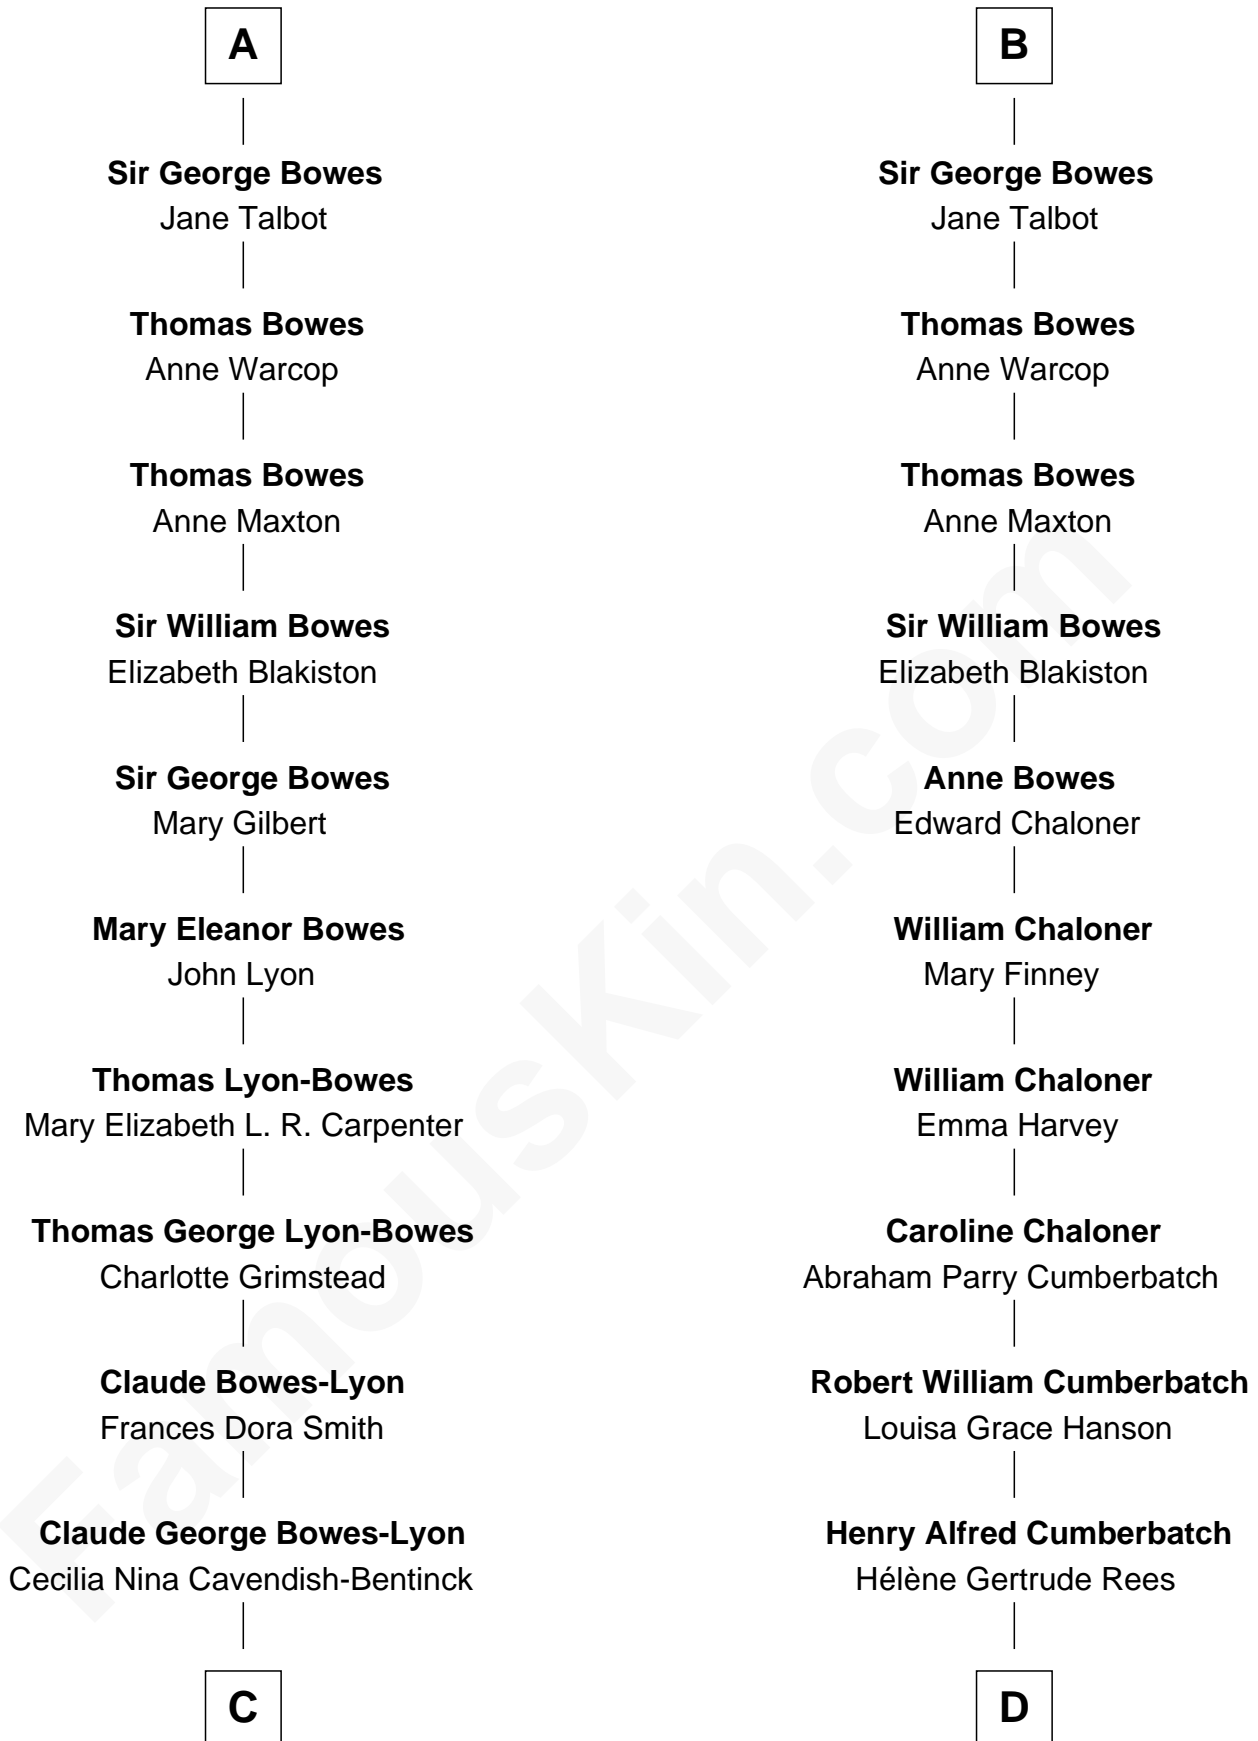 A
Sir George Bowes
Jane Talbot
Thomas Bowes
Anne Warcop
Thomas Bowes
Anne Maxton
Sir William Bowes
Elizabeth Blakiston
Sir George Bowes
Mary Gilbert
Mary Eleanor Bowes
John Lyon
Thomas Lyon-Bowes
Mary Elizabeth L. R. Carpenter
Thomas George Lyon-Bowes
Charlotte Grimstead
Claude Bowes-Lyon
Frances Dora Smith
Claude George Bowes-Lyon
Cecilia Nina Cavendish-Bentinck
C
B
Sir George Bowes
Jane Talbot
Thomas Bowes
Anne Warcop
Thomas Bowes
Anne Maxton
Sir William Bowes
Elizabeth Blakiston
Anne Bowes
Edward Chaloner
William Chaloner
Mary Finney
William Chaloner
Emma Harvey
Caroline Chaloner
Abraham Parry Cumberbatch
Robert William Cumberbatch
Louisa Grace Hanson
Henry Alfred Cumberbatch
Hélène Gertrude Rees
D
FamousKin.com